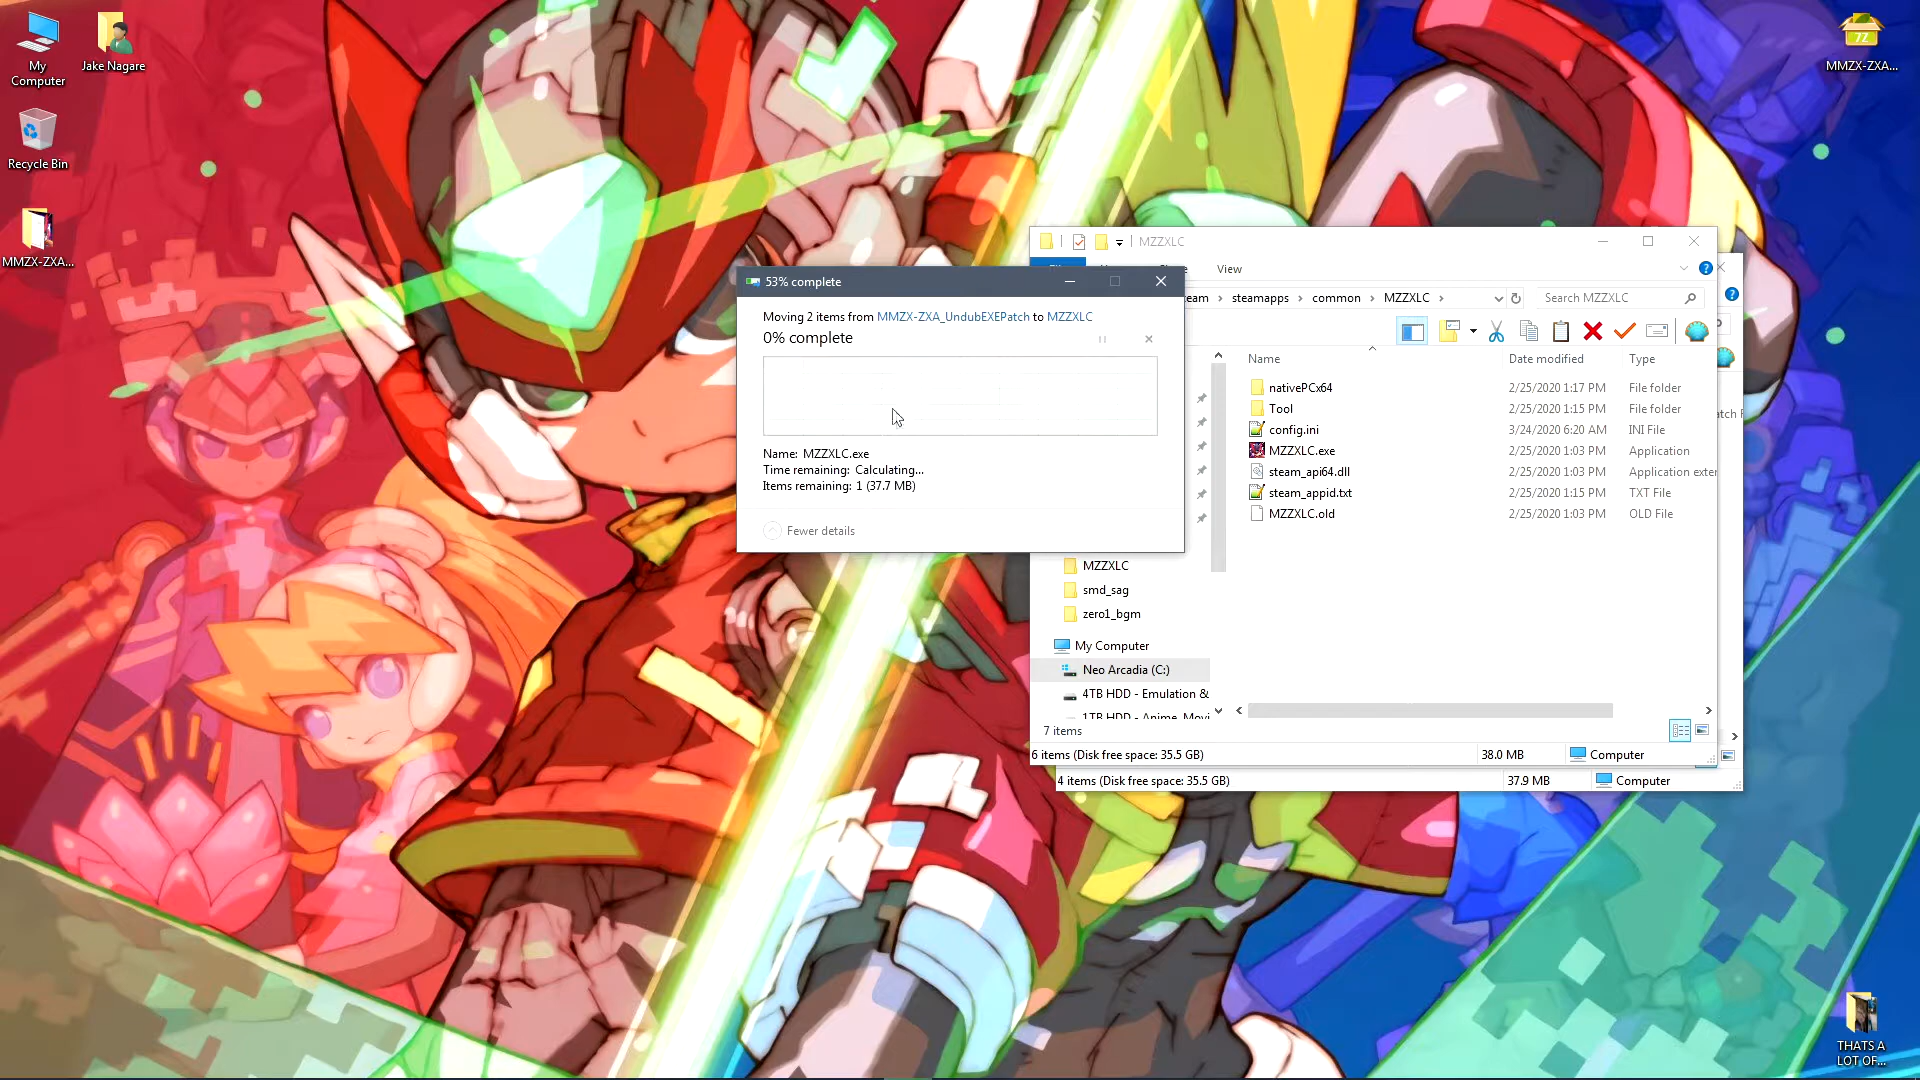 My
Computer
Jake Nagare
Recycle Bin
MMZX-ZXA...
7Z
MMZX-ZXA...
THATS A
LOT OF...
53% complete
Moving 2 items from MMZX-ZXA_UndubEXEPatch to MZZXLC
0% complete
Name: MZZXLC.exe
Time remaining: Calculating...
Items remaining: 1 (37.7 MB)
Fewer details
MZZXLC
View
steamapps
common
MZZXLC
Search MZZXLC
Name
Date modified
Type
nativePCx64 2/25/2020 1:17 PM File folder
Tool 2/25/2020 1:15 PM File folder
config.ini 3/24/2020 6:20 AM INI File
MZZXLC.exe 2/25/2020 1:03 PM Application
steam_api64.dll 2/25/2020 1:03 PM Application exter
steam_appid.txt 2/25/2020 1:15 PM TXT File
MZZXLC.old 2/25/2020 1:03 PM OLD File
MZZXLC
smd_sag
zero1_bgm
My Computer
Neo Arcadia (C:)
4TB HDD - Emulation &
1TB HDD - Anime, Movi
7 items
6 items (Disk free space: 35.5 GB) 38.0 MB Computer
4 items (Disk free space: 35.5 GB) 37.9 MB Computer